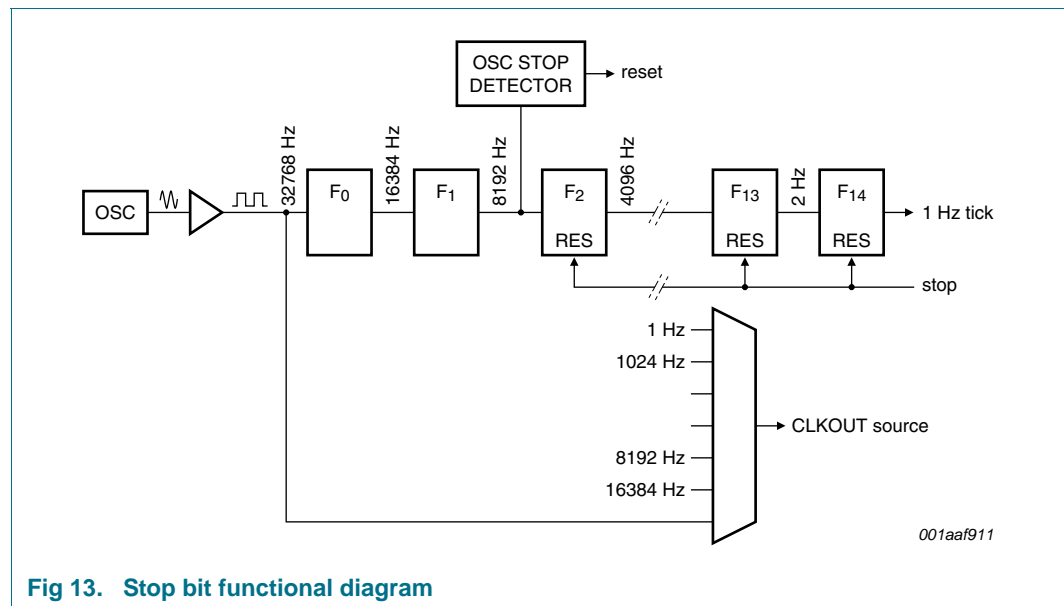 OSC STOP
DETECTOR
reset
32768 Hz
16384 Hz
8192 Hz
4096 Hz
2 Hz
OSC
F0
F1
F2
RES
F13
RES
F14
RES
1 Hz tick
stop
1 Hz
1024 Hz
CLKOUT source
8192 Hz
16384 Hz
001aaf911
Fig 13. Stop bit functional diagram